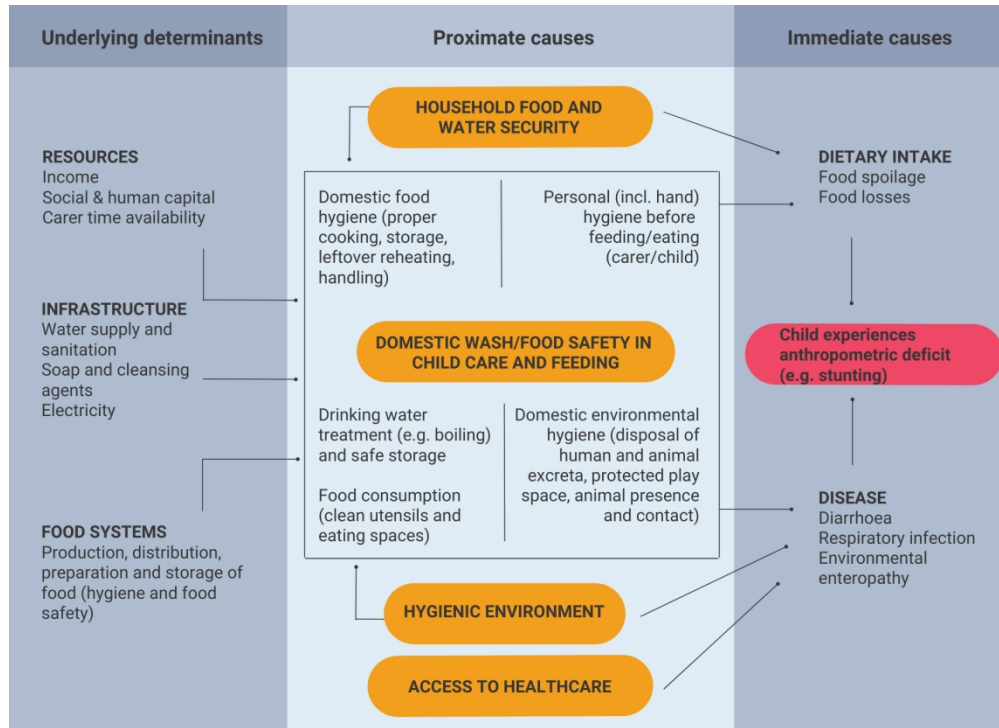 Underlying determinants
Proximate causes
Immediate causes
RESOURCES
Income
Social & human capital
Carer time availability
INFRASTRUCTURE
Water supply and
sanitation
Soap and cleansing
agents
Electricity
FOOD SYSTEMS
Production, distribution,
preparation and storage of
food (hygiene and food
safety)
HOUSEHOLD FOOD AND
WATER SECURITY
Domestic food
hygiene (proper
cooking, storage,
leftover reheating,
handling)
Personal (incl. hand)
hygiene before
feeding/eating
(carer/child)
DOMESTIC WASH/FOOD SAFETY IN
CHILD CARE AND FEEDING
Drinking water
treatment (e.g. boiling)
and safe storage
Food consumption
(clean utensils and
eating spaces)
Domestic environmental
hygiene (disposal of
human and animal
excreta, protected play
space, animal presence
and contact)
HYGIENIC ENVIRONMENT
ACCESS TO HEALTHCARE
DIETARY INTAKE
Food spoilage
Food losses
Child experiences
anthropometric deficit
(e.g. stunting)
DISEASE
Diarrhoea
Respiratory infection
Environmental
enteropathy